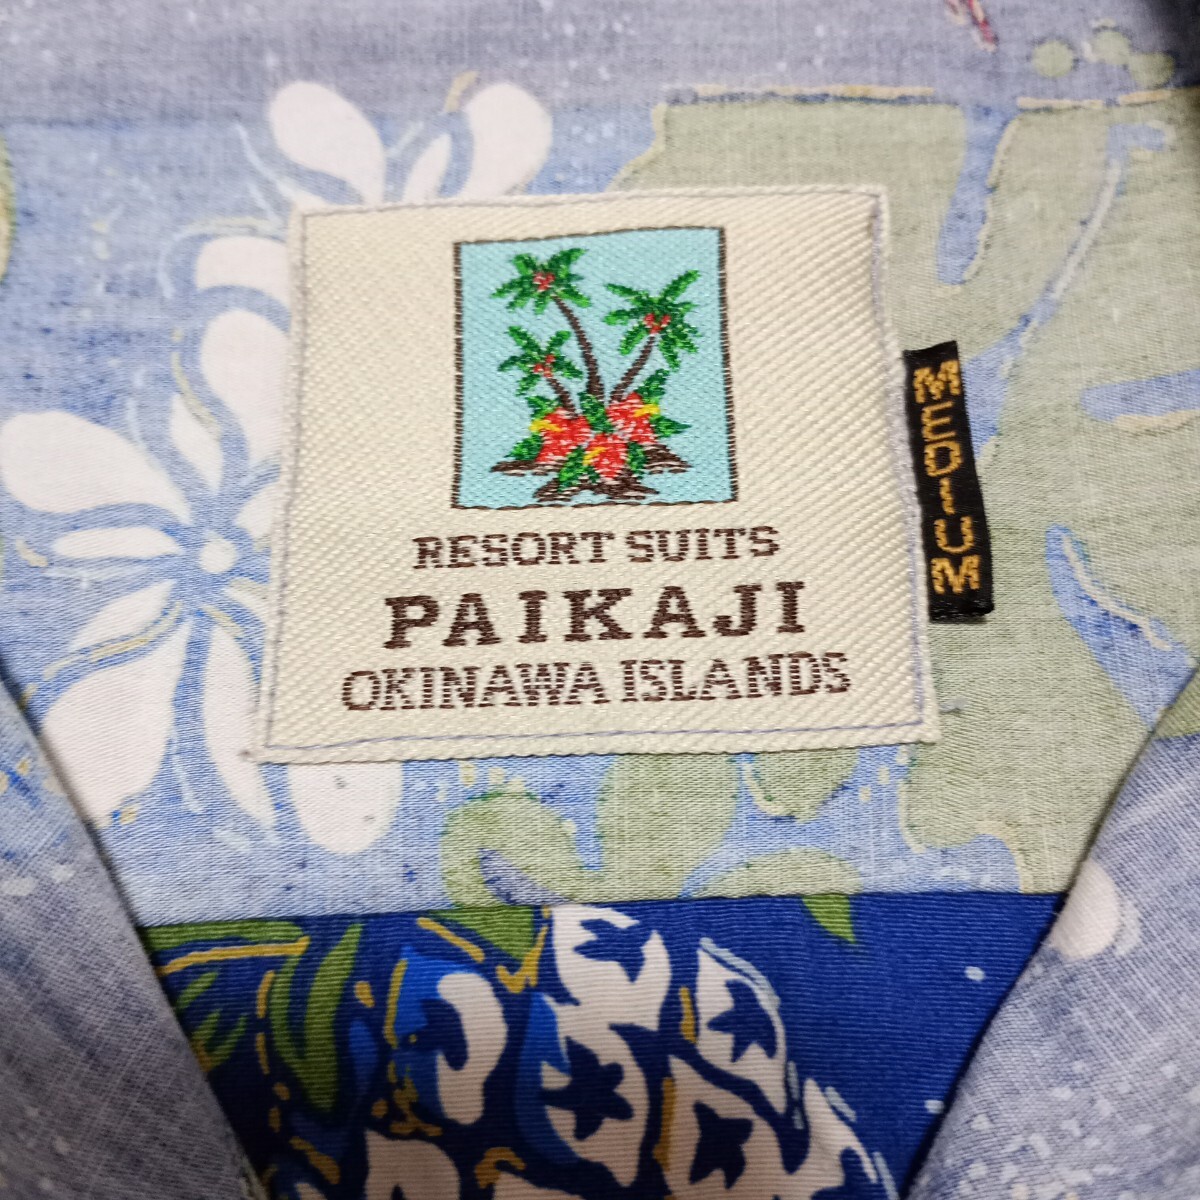 RESORT SUITS
PAIKAJI
OKINAWA ISLANDS
MEDIUM